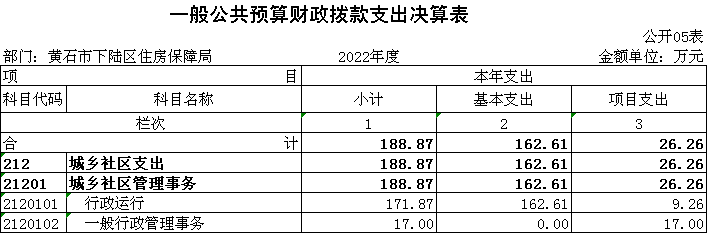 一般公共预算财政拨款支出决算表
公开05表
部门：黄石市下陆区住房保障局 2022年度 金额单位：万元
项 目 本年支出
科目代码 科目名称 小计 基本支出 项目支出
栏次 1 2 3
合 计 188.87 162.61 26.26
212 城乡社区支出 188.87 162.61 26.26
21201 城乡社区管理事务 188.87 162.61 26.26
2120101 行政运行 171.87 162.61 9.26
2120102 一般行政管理事务 17.00 0.00 17.00